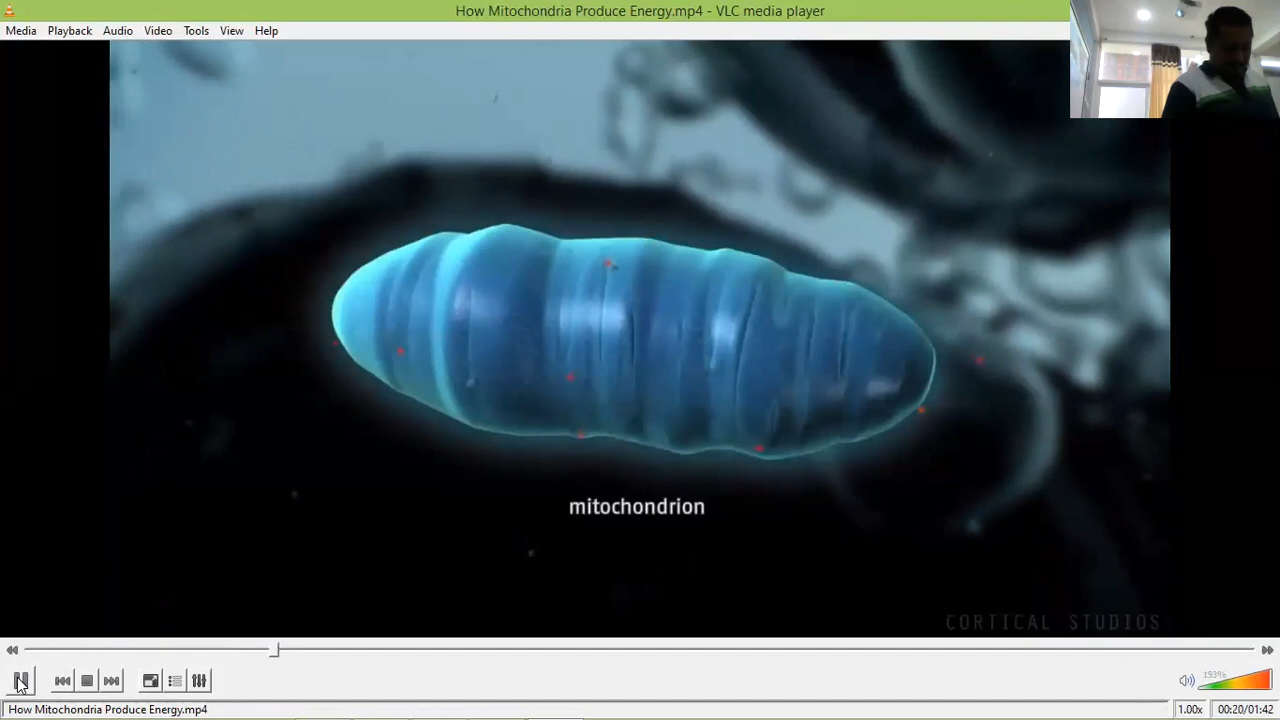 How Mitochondria Produce Energy.mp4 - VLC media player
Media Playback Audio Video Tools View Help
mitochondrion
CORTICAL STUDIOS
193%
How Mitochondria Produce Energy.mp4 1.00x 00:20/01:42